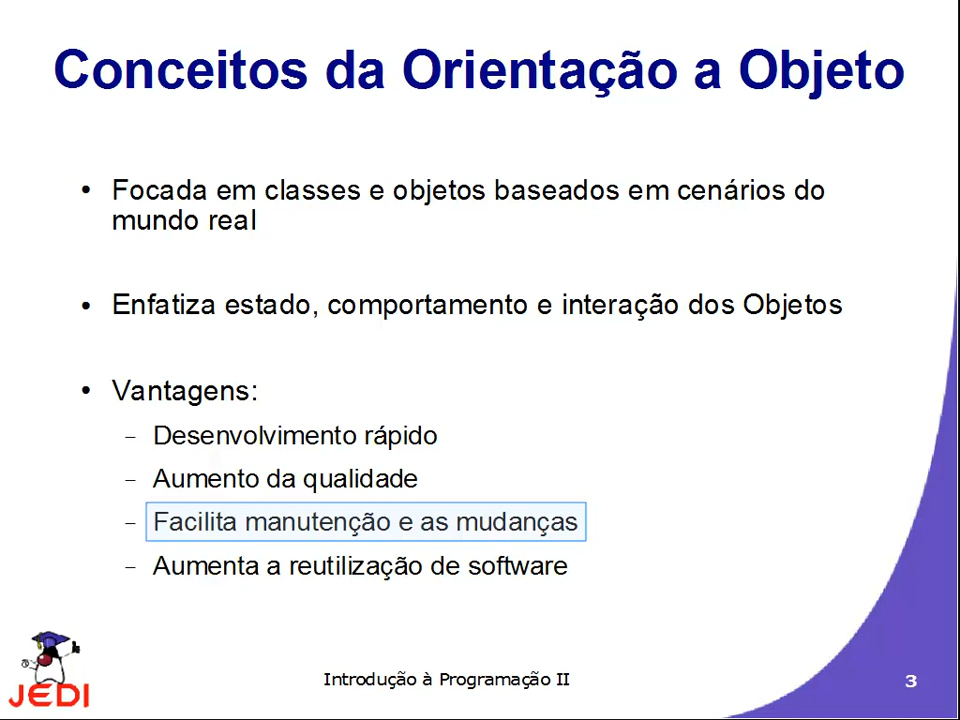 Conceitos da Orientação a Objeto
• Focada em classes e objetos baseados em cenários do
mundo real
• Enfatiza estado, comportamento e interação dos Objetos
• Vantagens:
– Desenvolvimento rápido
– Aumento da qualidade
– Facilita manutenção e as mudanças
– Aumenta a reutilização de software
JEDI
Introdução à Programação II
3